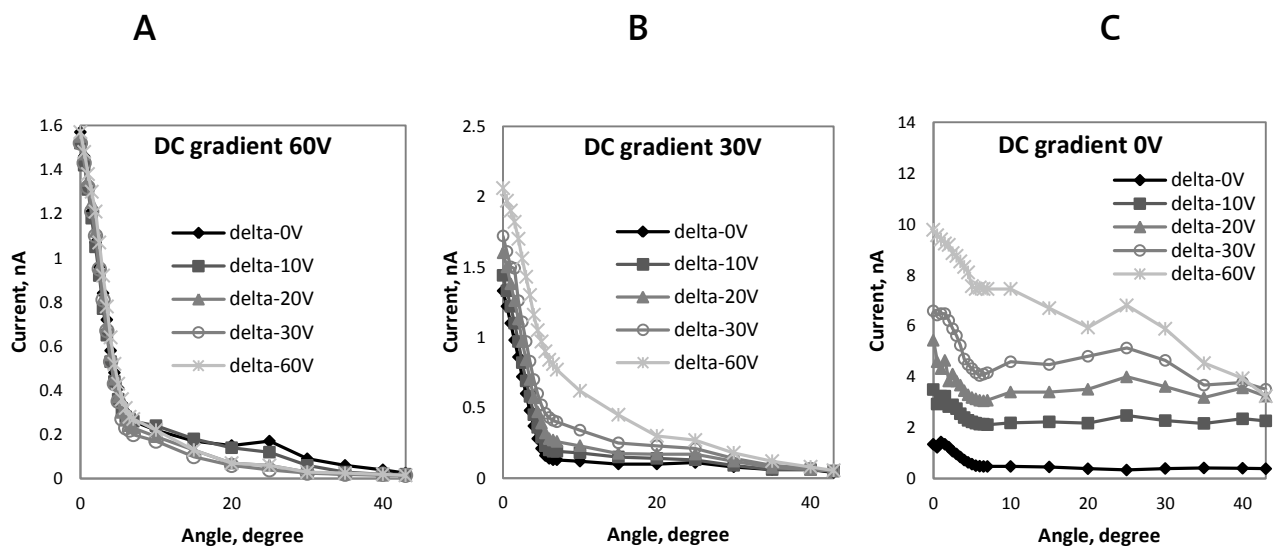 A
B
C
DC gradient 60V
1.6
1.4
1.2
1
0.8
0.6
0.4
0.2
0
Current, nA
delta-0V
delta-10V
delta-20V
delta-30V
delta-60V
0 20 40
Angle, degree
DC gradient 30V
2.5
2
1.5
1
0.5
0
Current, nA
delta-0V
delta-10V
delta-20V
delta-30V
delta-60V
0 20 40
Angle, degree
DC gradient 0V
14
12
10
8
6
4
2
0
Current, nA
delta-0V
delta-10V
delta-20V
delta-30V
delta-60V
0 10 20 30 40
Angle, degree